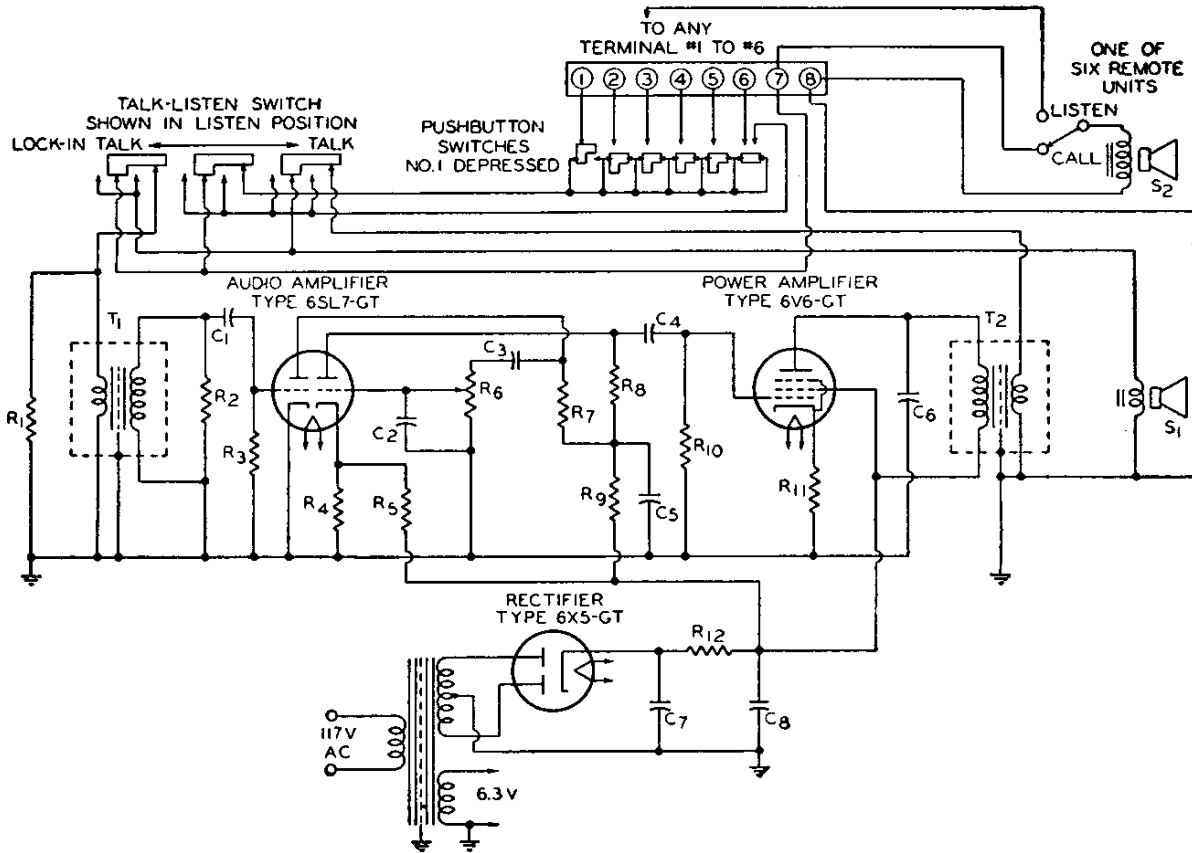 TO ANY
TERMINAL #1 TO #6
1 2 3 4 5 6 7 8
ONE OF
SIX REMOTE
UNITS
TALK-LISTEN SWITCH
SHOWN IN LISTEN POSITION
LOCK-IN TALK
TALK
PUSHBUTTON
SWITCHES
NO.1 DEPRESSED
LISTEN
CALL
S2
AUDIO AMPLIFIER
TYPE 6SL7-GT
POWER AMPLIFIER
TYPE 6V6-GT
T1
C1
C3
C4
T2
R1
R2
R3
C2
R6
R7
R8
R10
C6
S1
R4
R5
R9
C5
R11
RECTIFIER
TYPE 6X5-GT
R12
C7
C8
117V
AC
6.3 V